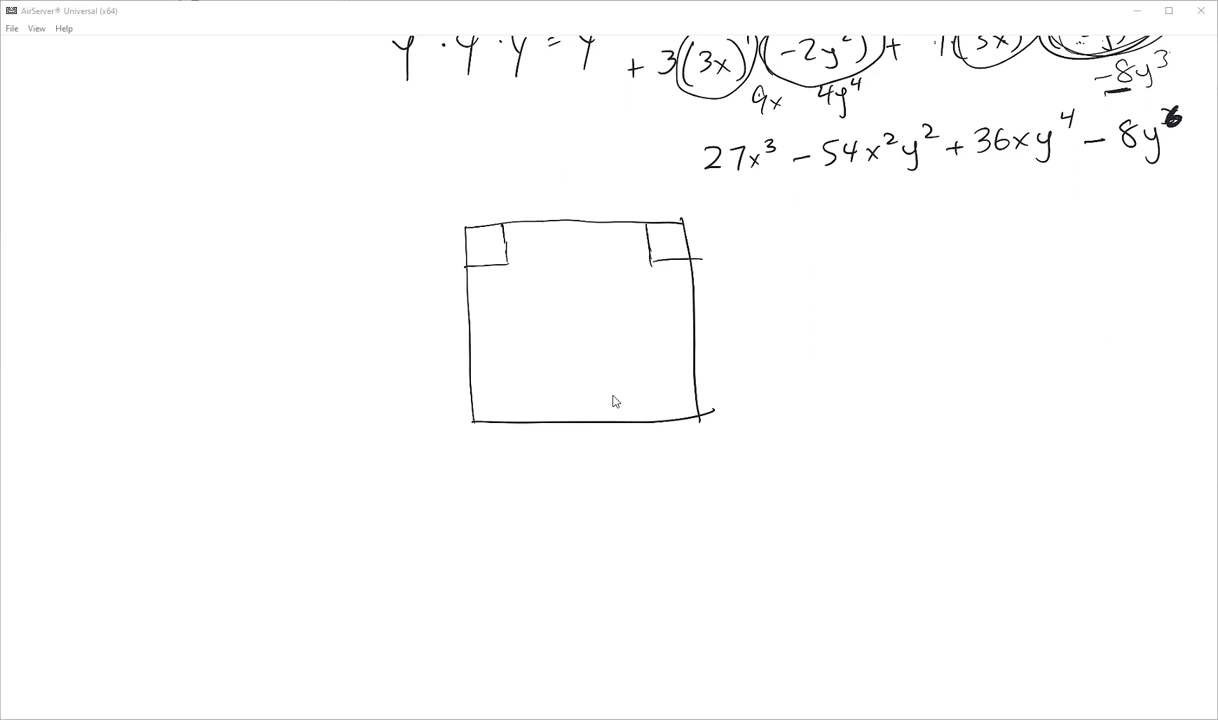 AirServer® Universal (x64)
File View Help
y · y · y = y + 3(3x)(-2y²) +
9x 4y⁴ -8y³
27x³ - 54x²y² + 36xy⁴ - 8y⁶